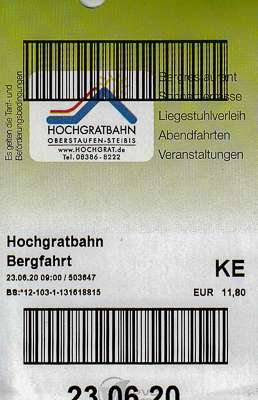 Es gelten die Tarif- und
Beförderungsbedingungen
HOCHGRATBAHN
OBERSTAUFEN-STEIBIS
www.HOCHGRAT.de
Tel. 08386 - 8222
Bergrestaurant
Sonnenterrasse
Liegestuhlverleih
Abendfahrten
Veranstaltungen
Hochgratbahn
Bergfahrt
23.06.20 09:00 / 503647
BS:*12-103-1-131618815
KE
EUR 11,80
23.06.20